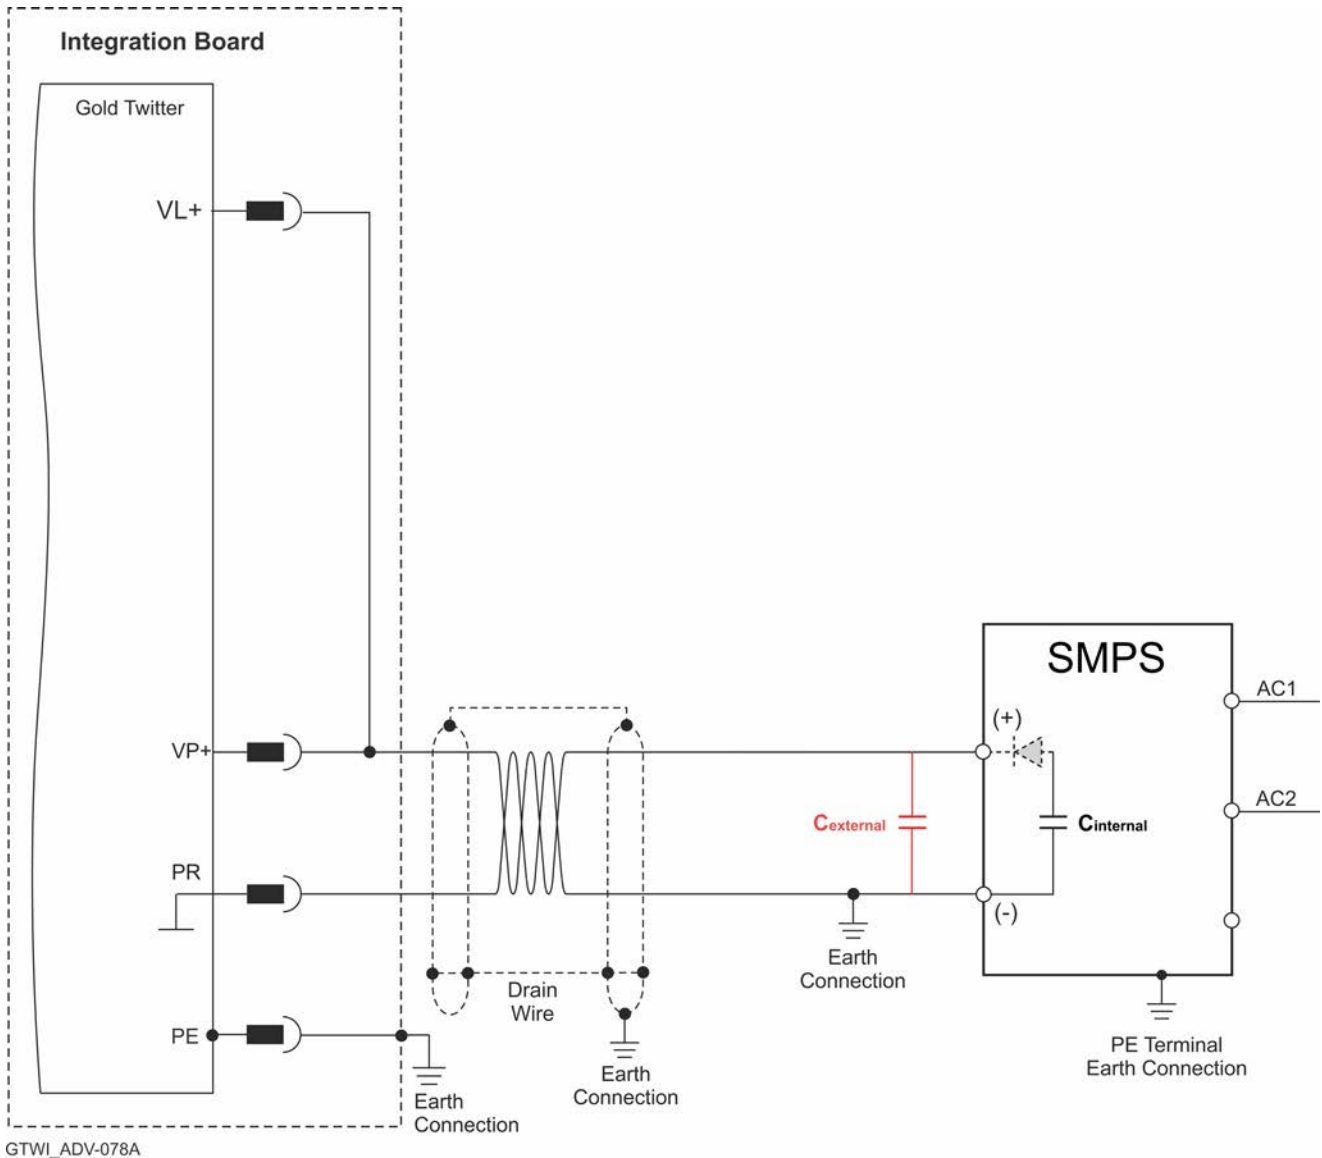 Integration Board
Gold Twitter
VL+
SMPS
AC1
(+)
VP+
AC2
Cexternal
Cinternal
PR
(-)
Earth
Connection
Drain
Wire
PE
PE Terminal
Earth Connection
Earth
Connection
Earth
Connection
GTWI_ADV-078A